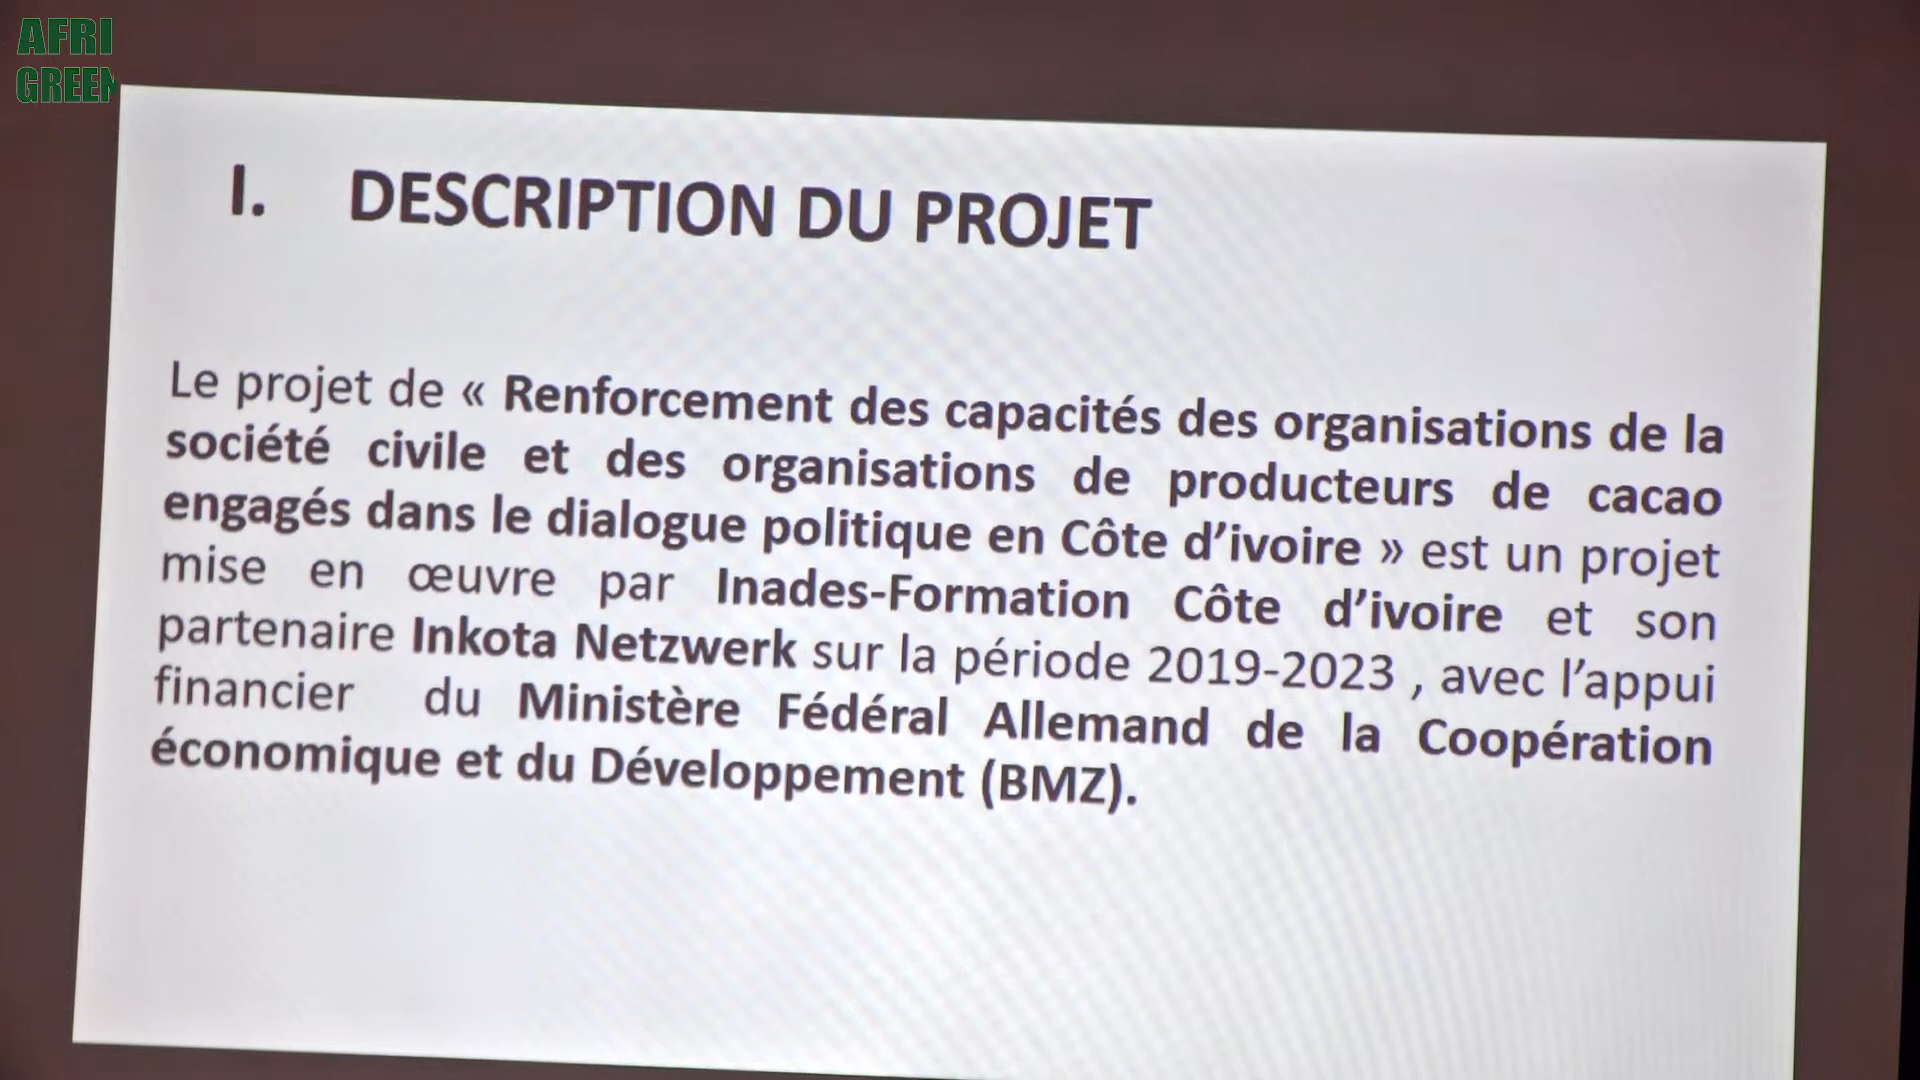 AFRI
GREEN
I. DESCRIPTION DU PROJET
Le projet de « Renforcement des capacités des organisations de la
société civile et des organisations de producteurs de cacao
engagés dans le dialogue politique en Côte d’ivoire » est un projet
mise en œuvre par Inades-Formation Côte d’ivoire et son
partenaire Inkota Netzwerk sur la période 2019-2023 , avec l’appui
financier du Ministère Fédéral Allemand de la Coopération
économique et du Développement (BMZ).